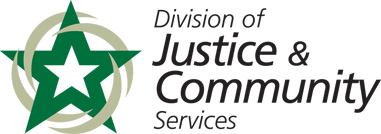 Division of
Justice &
Community
Services